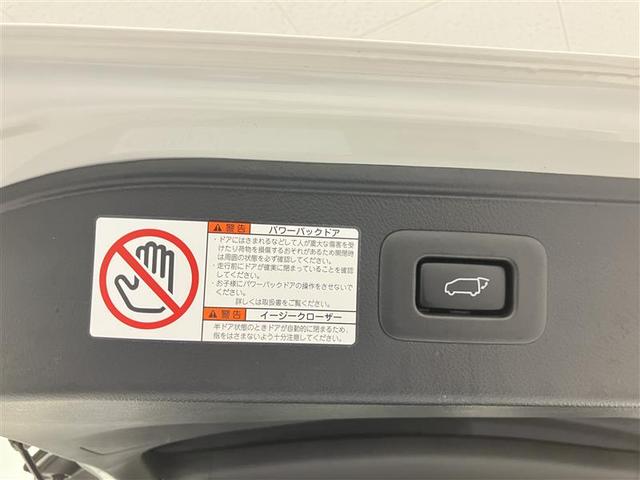 警告 パワーバックドア
・ドアにはさまれるなどして人が重大な傷害を受
けたり荷物を損傷するおそれがあるため開閉時
は周囲の状態を必ず確認してください。
・走行前にドアが確実に閉まっていることを確認
してください。
・お子様にパワーバックドアの操作をさせないで
ください。
詳しくは取扱書をご覧ください。
警告 イージークローザー
半ドア状態のときドアが自動的に閉まるため、
指をはさまないよう十分注意してください。